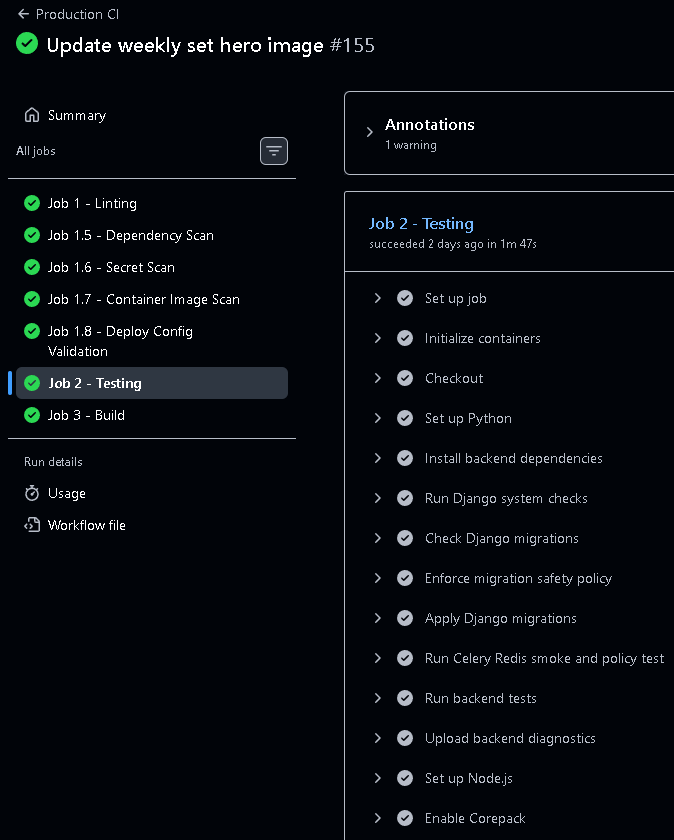 Production CI
Update weekly set hero image #155
Summary
All jobs
Job 1 - Linting
Job 1.5 - Dependency Scan
Job 1.6 - Secret Scan
Job 1.7 - Container Image Scan
Job 1.8 - Deploy Config
Validation
Job 2 - Testing
Job 3 - Build
Run details
Usage
Workflow file
Annotations
1 warning
Job 2 - Testing
succeeded 2 days ago in 1m 47s
Set up job
Initialize containers
Checkout
Set up Python
Install backend dependencies
Run Django system checks
Check Django migrations
Enforce migration safety policy
Apply Django migrations
Run Celery Redis smoke and policy test
Run backend tests
Upload backend diagnostics
Set up Node.js
Enable Corepack